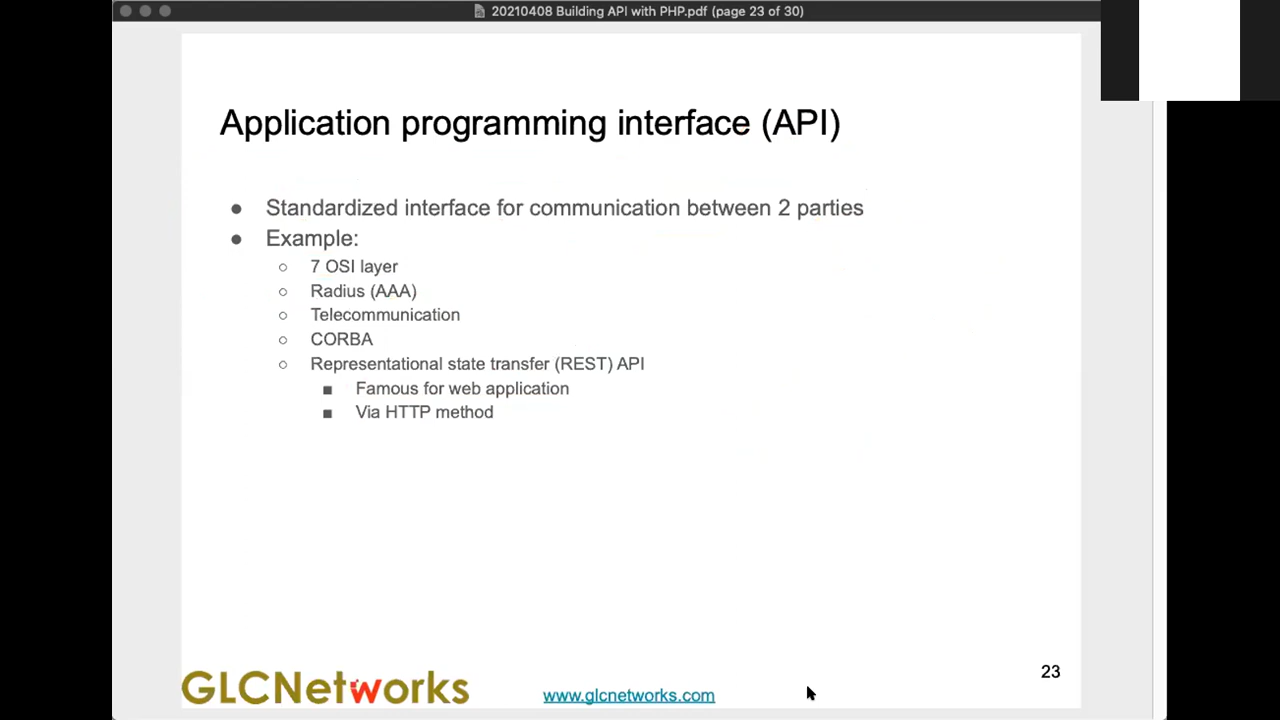 20210408 Building API with PHP.pdf (page 23 of 30)
Application programming interface (API)
● Standardized interface for communication between 2 parties
● Example:
○ 7 OSI layer
○ Radius (AAA)
○ Telecommunication
○ CORBA
○ Representational state transfer (REST) API
■ Famous for web application
■ Via HTTP method
23
GLCNetworks
www.glcnetworks.com